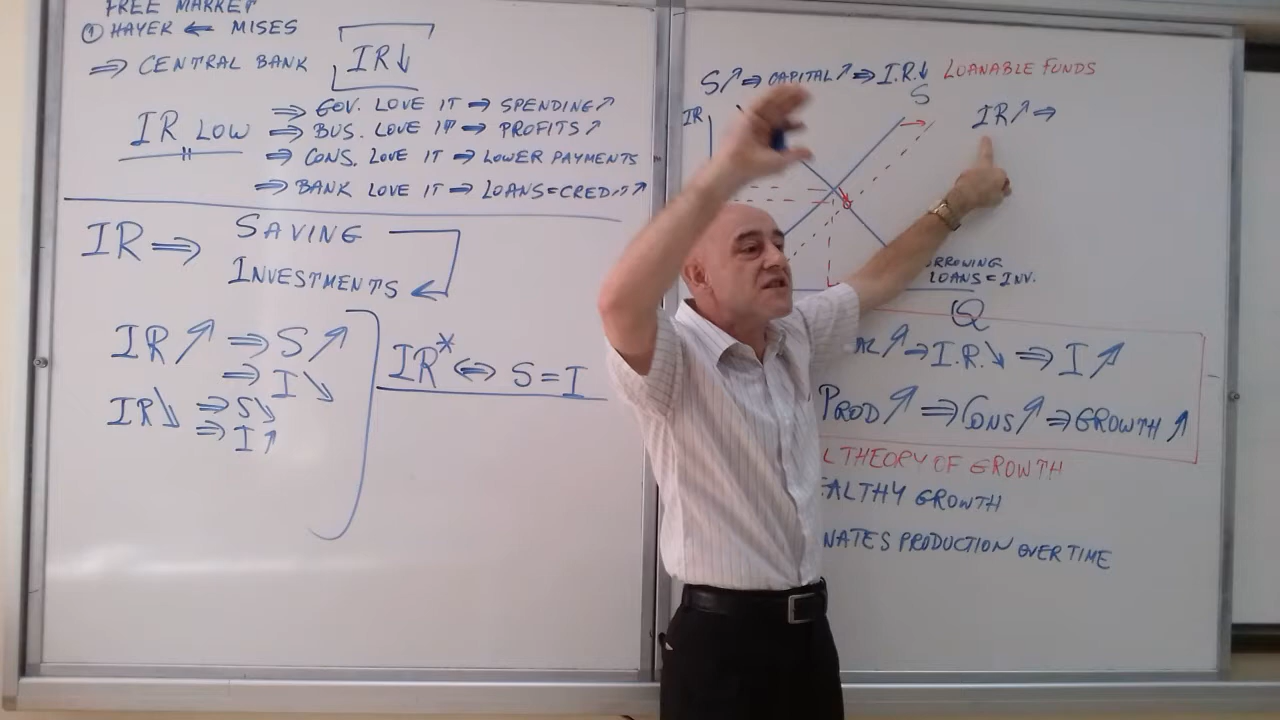 FREE MARKET
① HAYER ← MISES
⇒ CENTRAL BANK IR↓
IR LOW ⇒ GOV. LOVE IT ⇒ SPENDING↗
⇒ BUS. LOVE IT ⇒ PROFITS↗
⇒ CONS. LOVE IT ⇒ LOWER PAYMENTS
⇒ BANK LOVE IT ⇒ LOANS=CREDIT↗
IR ⇒ SAVING
INVESTMENTS
IR↗ ⇒ S↗
⇒ I↘
IR↘ ⇒ S↘
⇒ I↑
IR* ⇔ S=I
S↗ ⇒ CAPITAL↗ ⇒ I.R.↓ LOANABLE FUNDS
IR
S
IR↗ ⇒
LOANS = INV.
Q
↗ ⇒ I.R.↘ ⇒ I↗
PROD↗ ⇒ CONS↗ ⇒ GROWTH↗
THEORY OF GROWTH
GROWTH
PRODUCTION OVER TIME